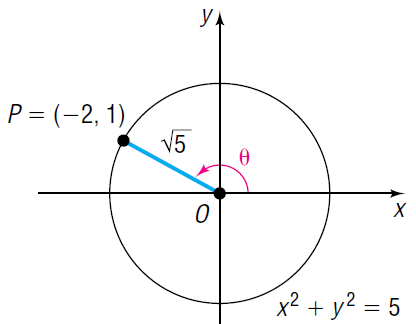 y
P = (−2, 1)
√5
θ
O
x
x² + y² = 5